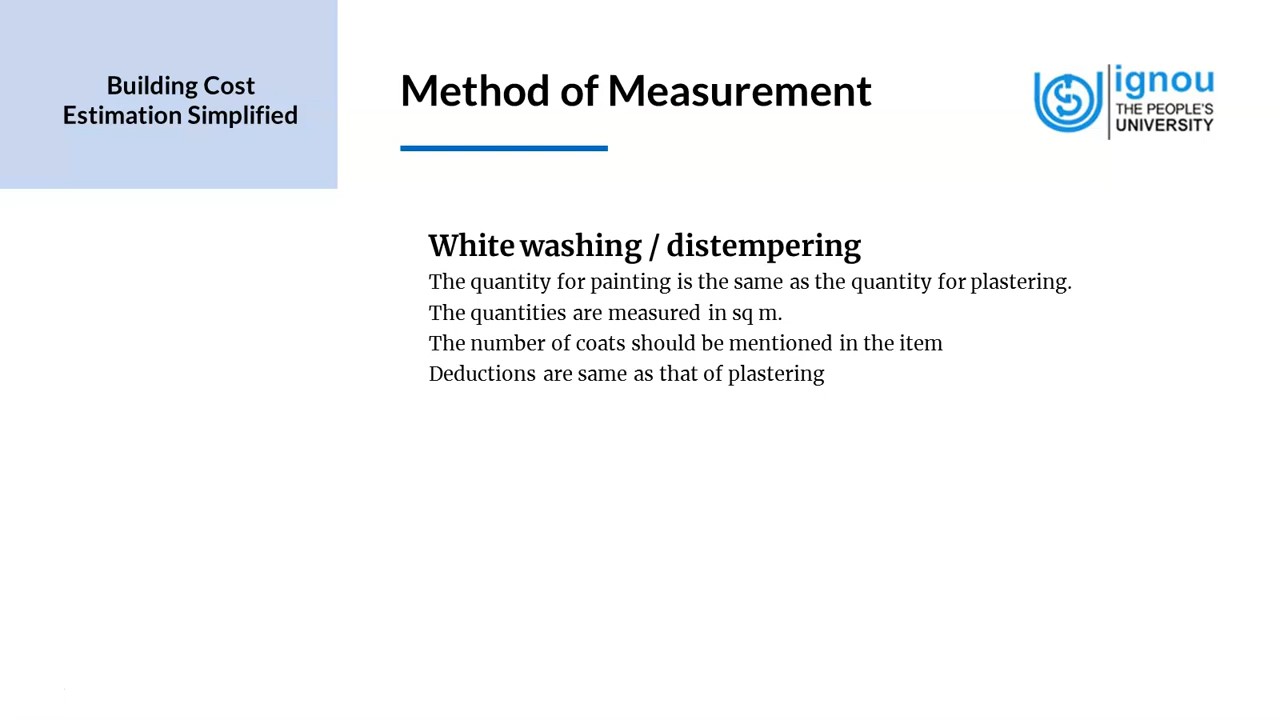 Building Cost
Estimation Simplified
Method of Measurement
ignou
THE PEOPLE'S
UNIVERSITY
White washing / distempering
The quantity for painting is the same as the quantity for plastering.
The quantities are measured in sq m.
The number of coats should be mentioned in the item
Deductions are same as that of plastering